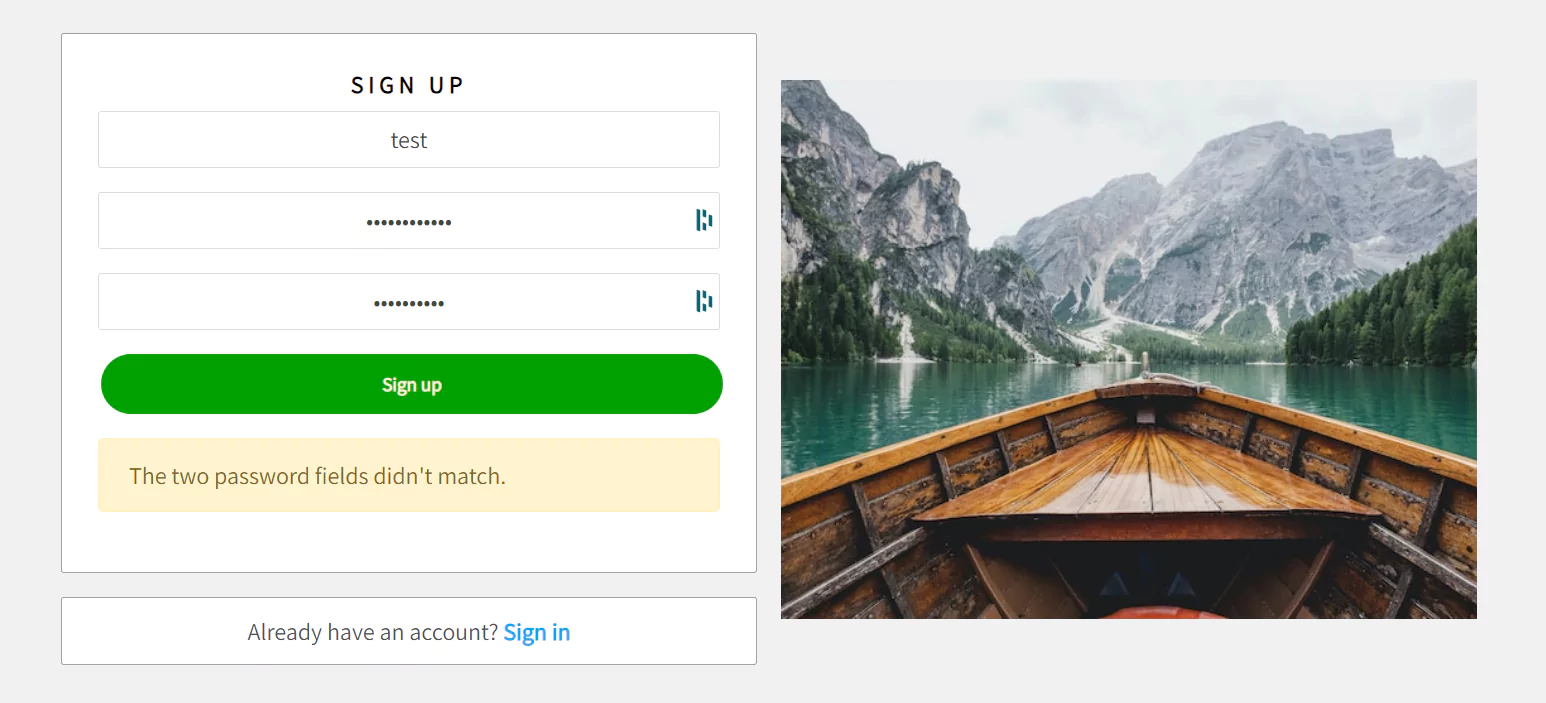 SIGN UP
test
••••••••••••
••••••••••
Sign up
The two password fields didn't match.
Already have an account? Sign in